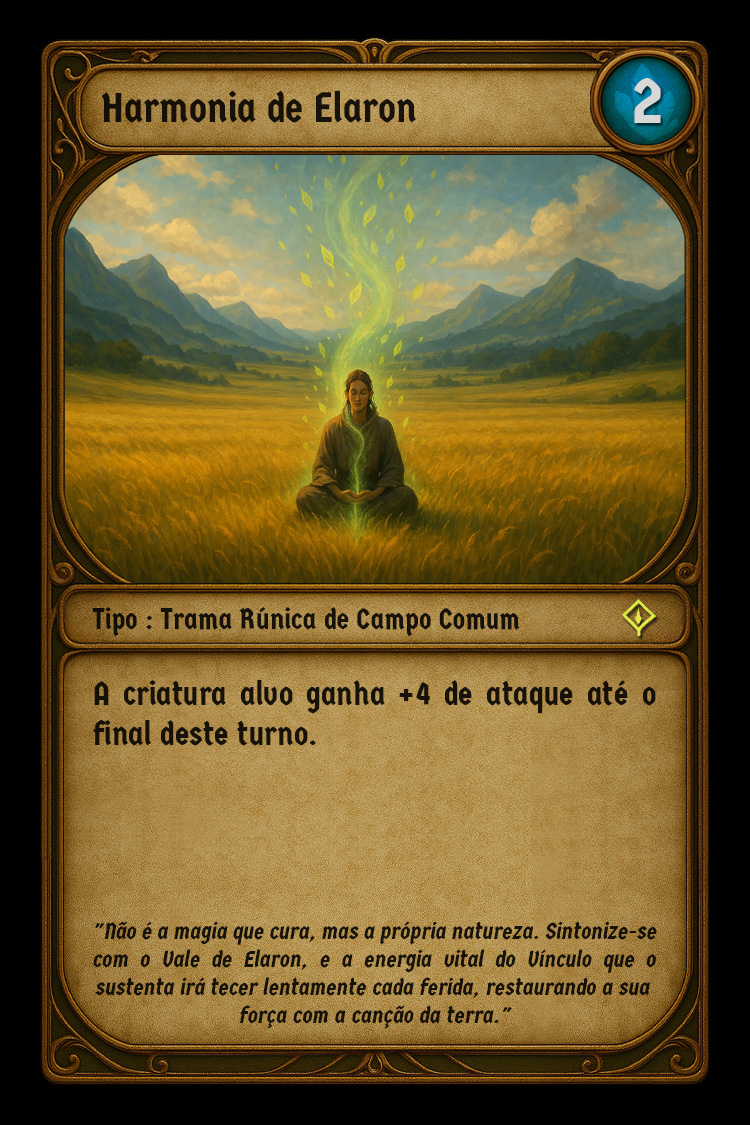 Harmonia de Elaron
2
Tipo : Trama Rúnica de Campo Comum
A criatura alvo ganha +4 de ataque até o
final deste turno.
"Não é a magia que cura, mas a própria natureza. Sintonize-se
com o Vale de Elaron, e a energia vital do Vínculo que o
sustenta irá tecer lentamente cada ferida, restaurando a sua
força com a canção da terra."